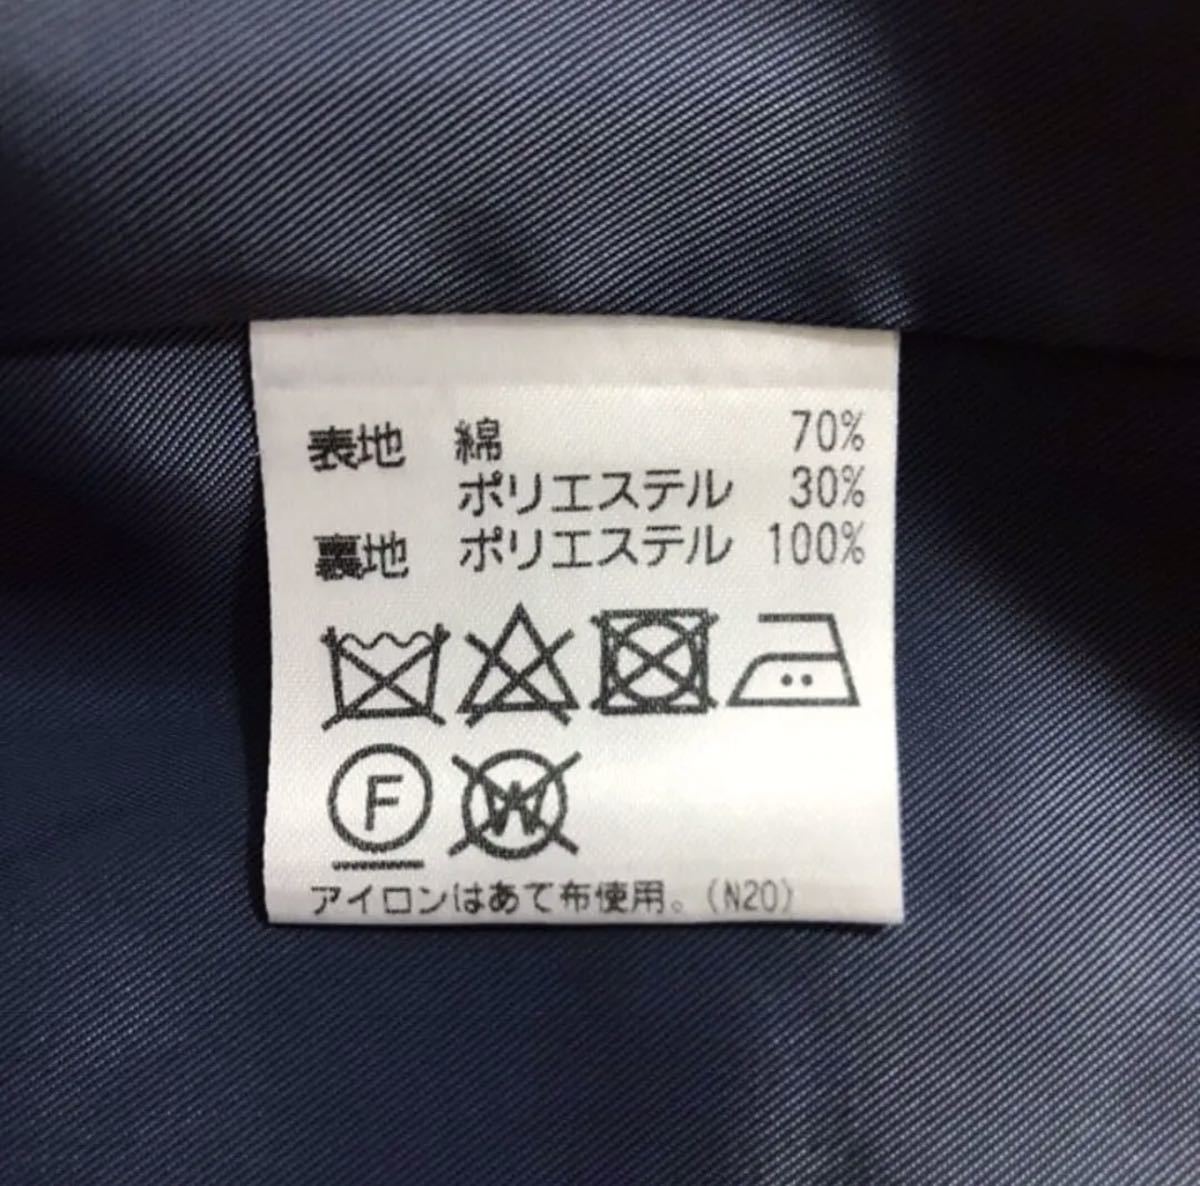 表地 綿 70%
ポリエステル 30%
裏地 ポリエステル 100%
F W
アイロンはあて布使用。(N20)